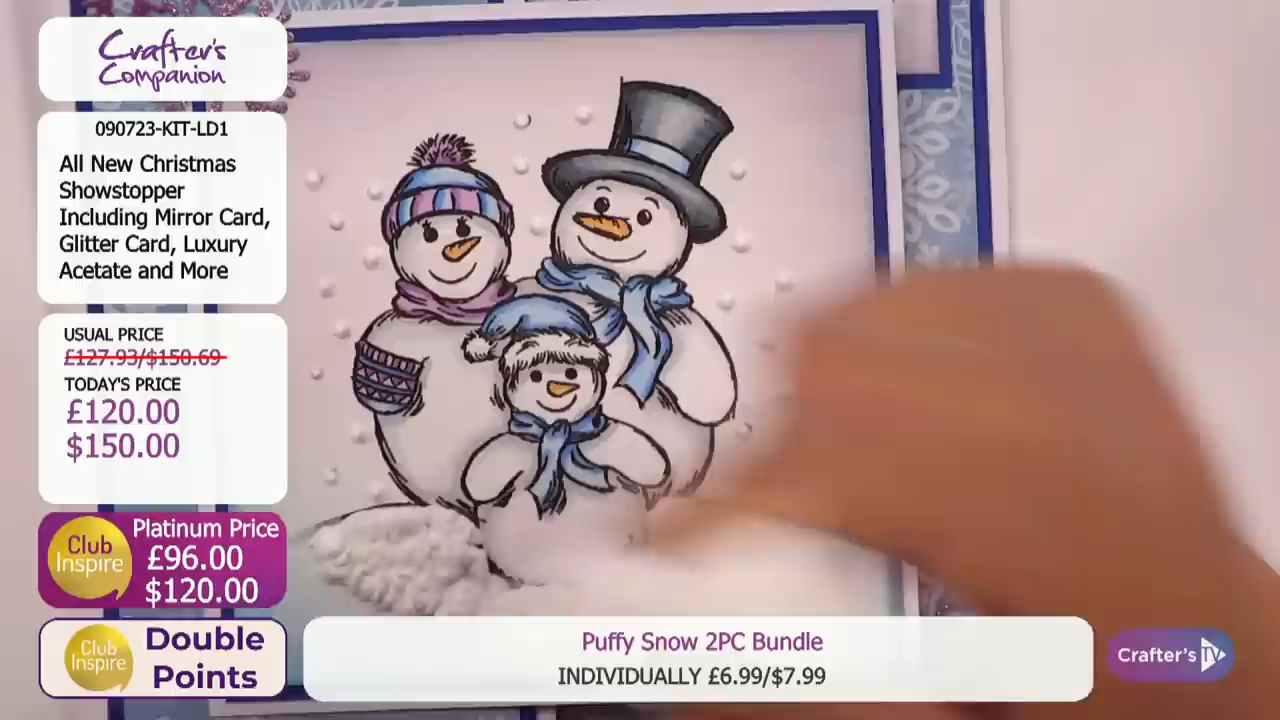 Crafter's
Companion
090723-KIT-LD1
All New Christmas
Showstopper
Including Mirror Card,
Glitter Card, Luxury
Acetate and More
USUAL PRICE
£127.93/$150.69
TODAY'S PRICE
£120.00
$150.00
Club
Inspire
Platinum Price
£96.00
$120.00
Club
Inspire
Double
Points
Puffy Snow 2PC Bundle
INDIVIDUALLY £6.99/$7.99
Crafter's TV